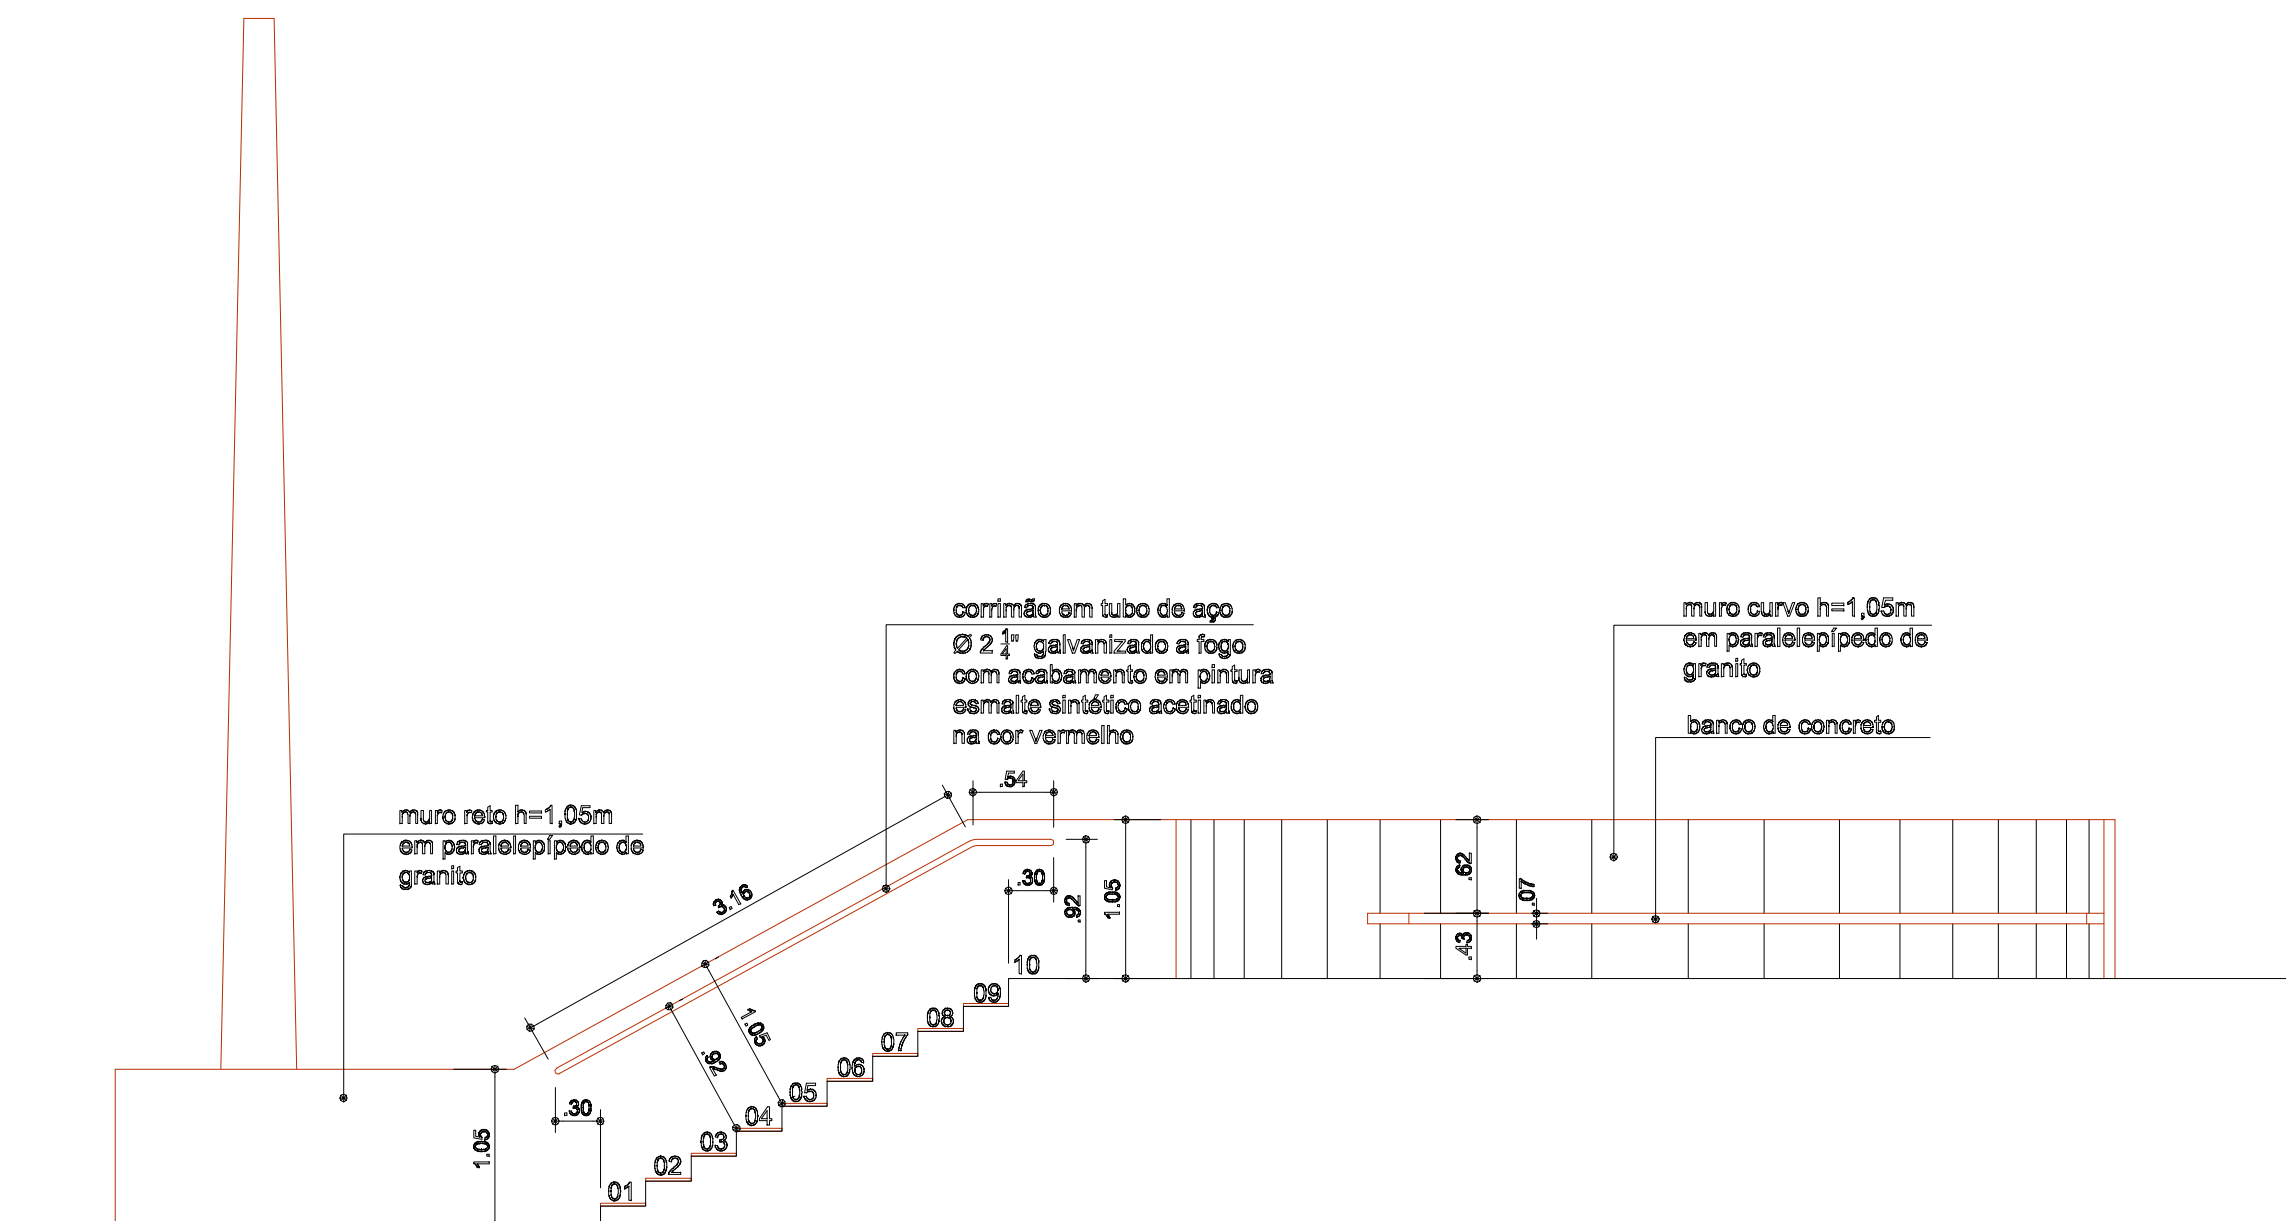 corrimão em tubo de aço
Ø 2 1/4" galvanizado a fogo
com acabamento em pintura
esmalte sintético acetinado
na cor vermelho
muro curvo h=1,05m
em paralelepípedo de
granito
banco de concreto
muro reto h=1,05m
em paralelepípedo de
granito
.54
3.16
.30
.92
1.05
.62
.07
.43
10
09
08
07
06
05
04
03
02
01
1.05
.92
.30
1.05